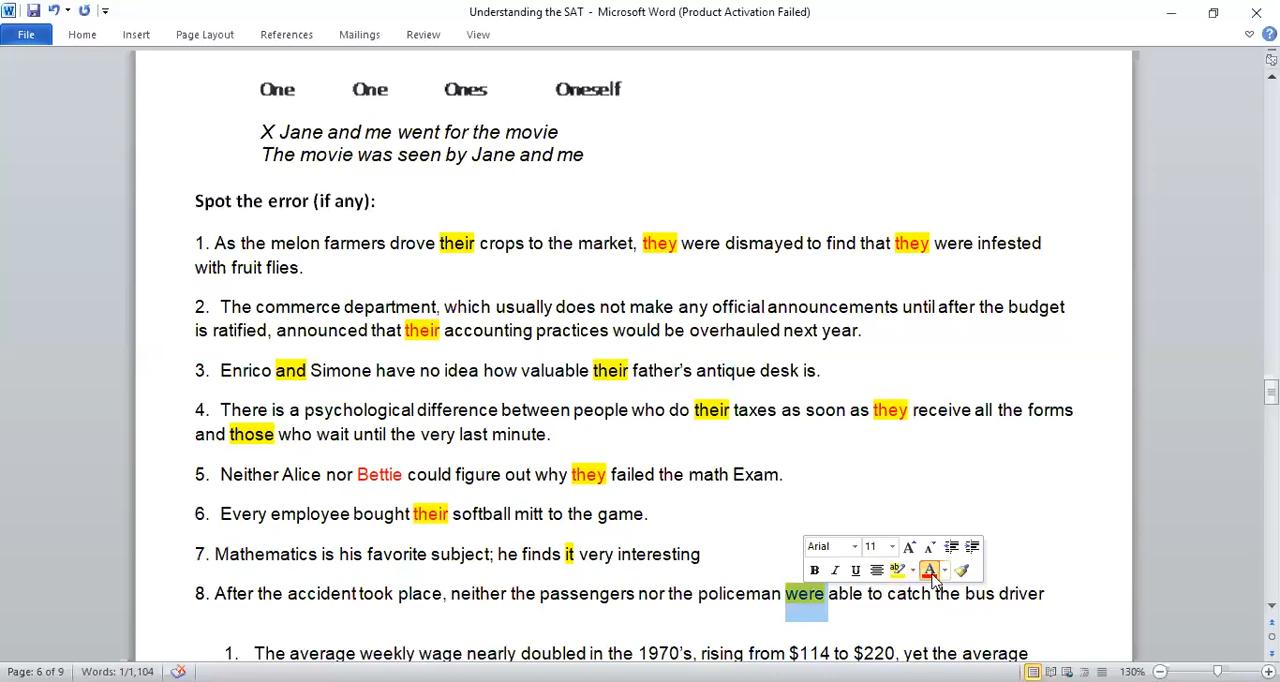 Understanding the SAT - Microsoft Word (Product Activation Failed)
File Home Insert Page Layout References Mailings Review View
One One Ones Oneself
X Jane and me went for the movie
The movie was seen by Jane and me
Spot the error (if any):
1. As the melon farmers drove their crops to the market, they were dismayed to find that they were infested
with fruit flies.
2. The commerce department, which usually does not make any official announcements until after the budget
is ratified, announced that their accounting practices would be overhauled next year.
3. Enrico and Simone have no idea how valuable their father’s antique desk is.
4. There is a psychological difference between people who do their taxes as soon as they receive all the forms
and those who wait until the very last minute.
5. Neither Alice nor Bettie could figure out why they failed the math Exam.
6. Every employee bought their softball mitt to the game.
7. Mathematics is his favorite subject; he finds it very interesting
Arial 11
8. After the accident took place, neither the passengers nor the policeman were able to catch the bus driver
1. The average weekly wage nearly doubled in the 1970’s, rising from $114 to $220, yet the average
Page: 6 of 9 Words: 1/1,104 130%